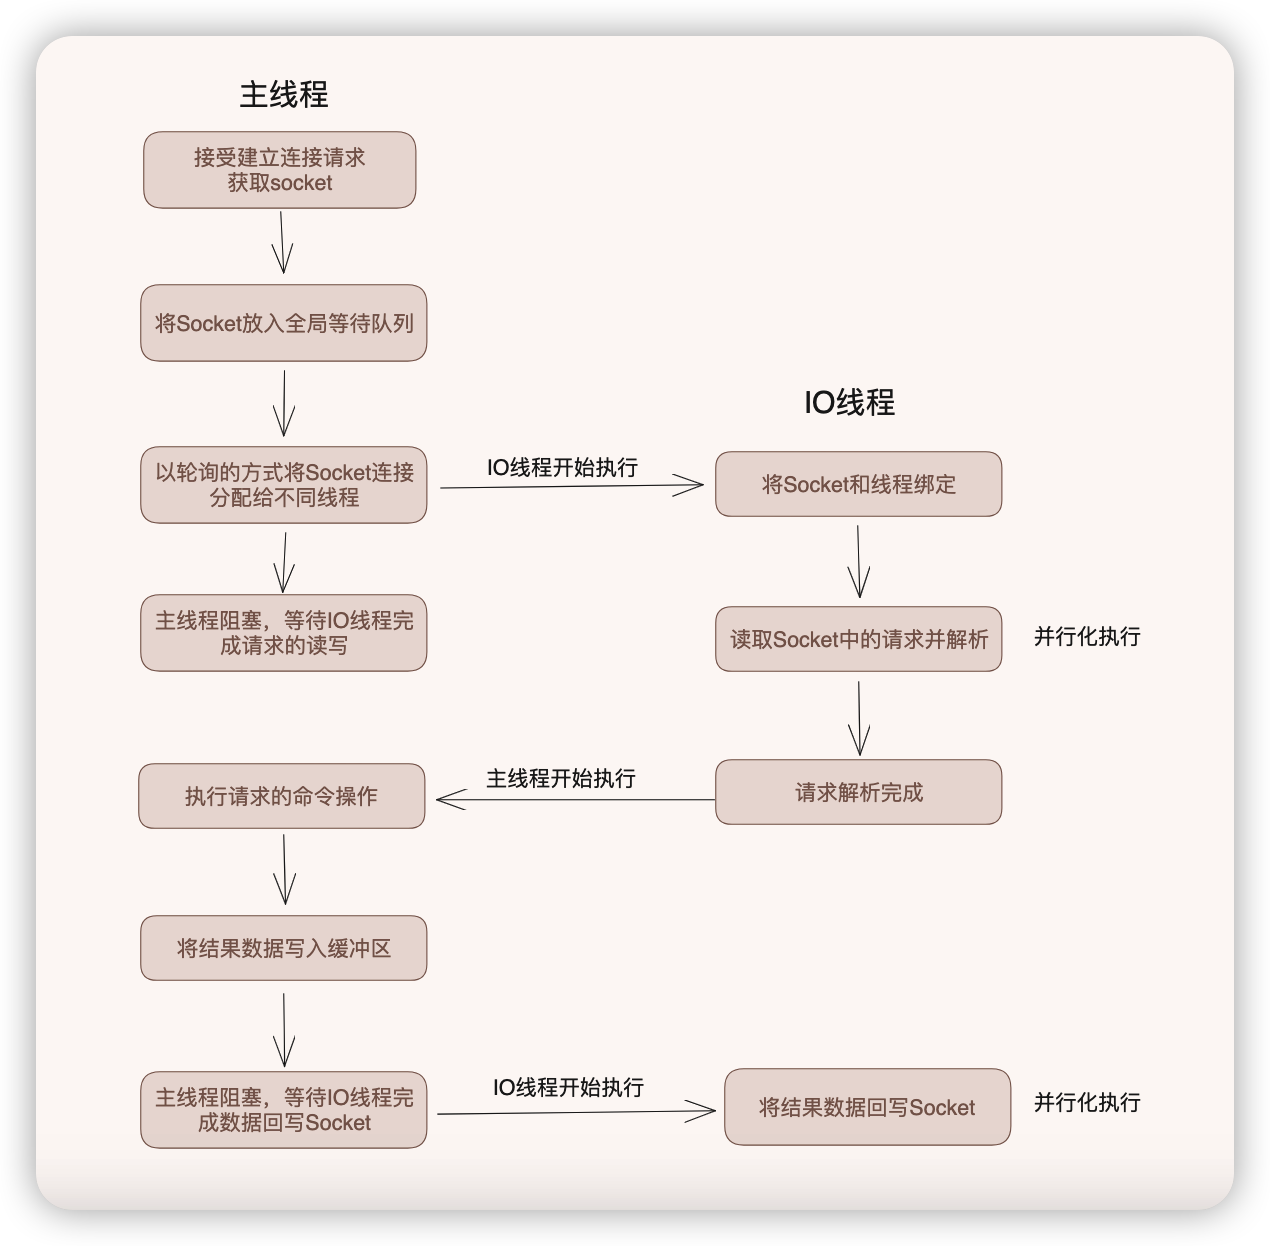 主线程
接受建立连接请求
获取socket
将Socket放入全局等待队列
IO线程
以轮询的方式将Socket连接
分配给不同线程
IO线程开始执行
将Socket和线程绑定
主线程阻塞，等待IO线程完
成请求的读写
读取Socket中的请求并解析
并行化执行
执行请求的命令操作
主线程开始执行
请求解析完成
将结果数据写入缓冲区
主线程阻塞，等待IO线程完
成数据回写Socket
IO线程开始执行
将结果数据回写Socket
并行化执行